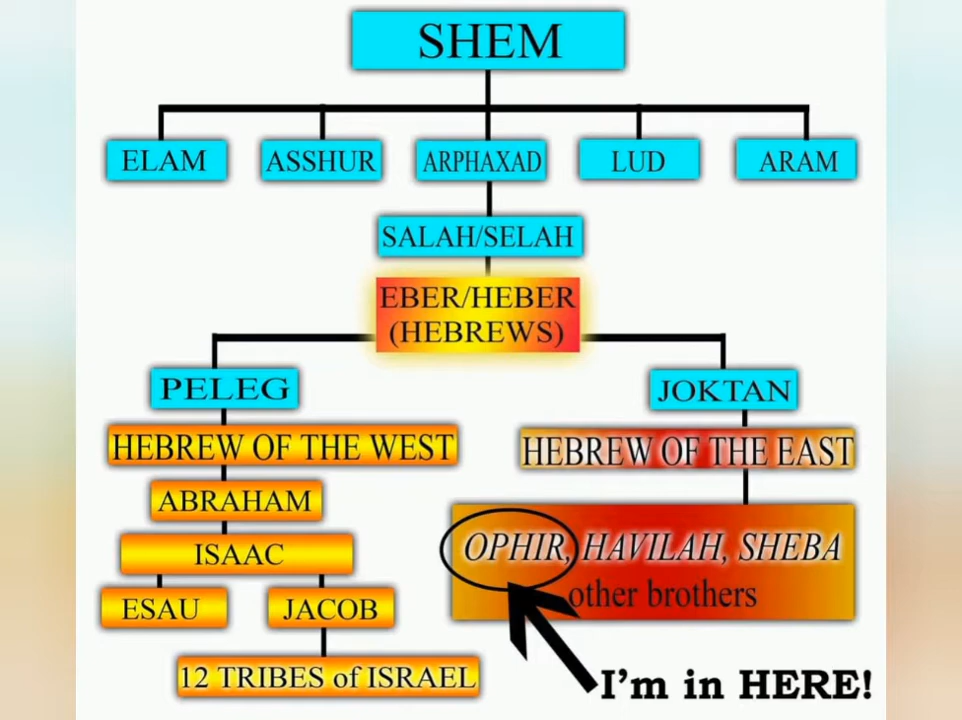 SHEM
ELAM
ASSHUR
ARPHAXAD
LUD
ARAM
SALAH/SELAH
EBER/HEBER
(HEBREWS)
PELEG
JOKTAN
HEBREW OF THE WEST
HEBREW OF THE EAST
ABRAHAM
ISAAC
ESAU
JACOB
12 TRIBES of ISRAEL
OPHIR, HAVILAH, SHEBA
other brothers
I'm in HERE!